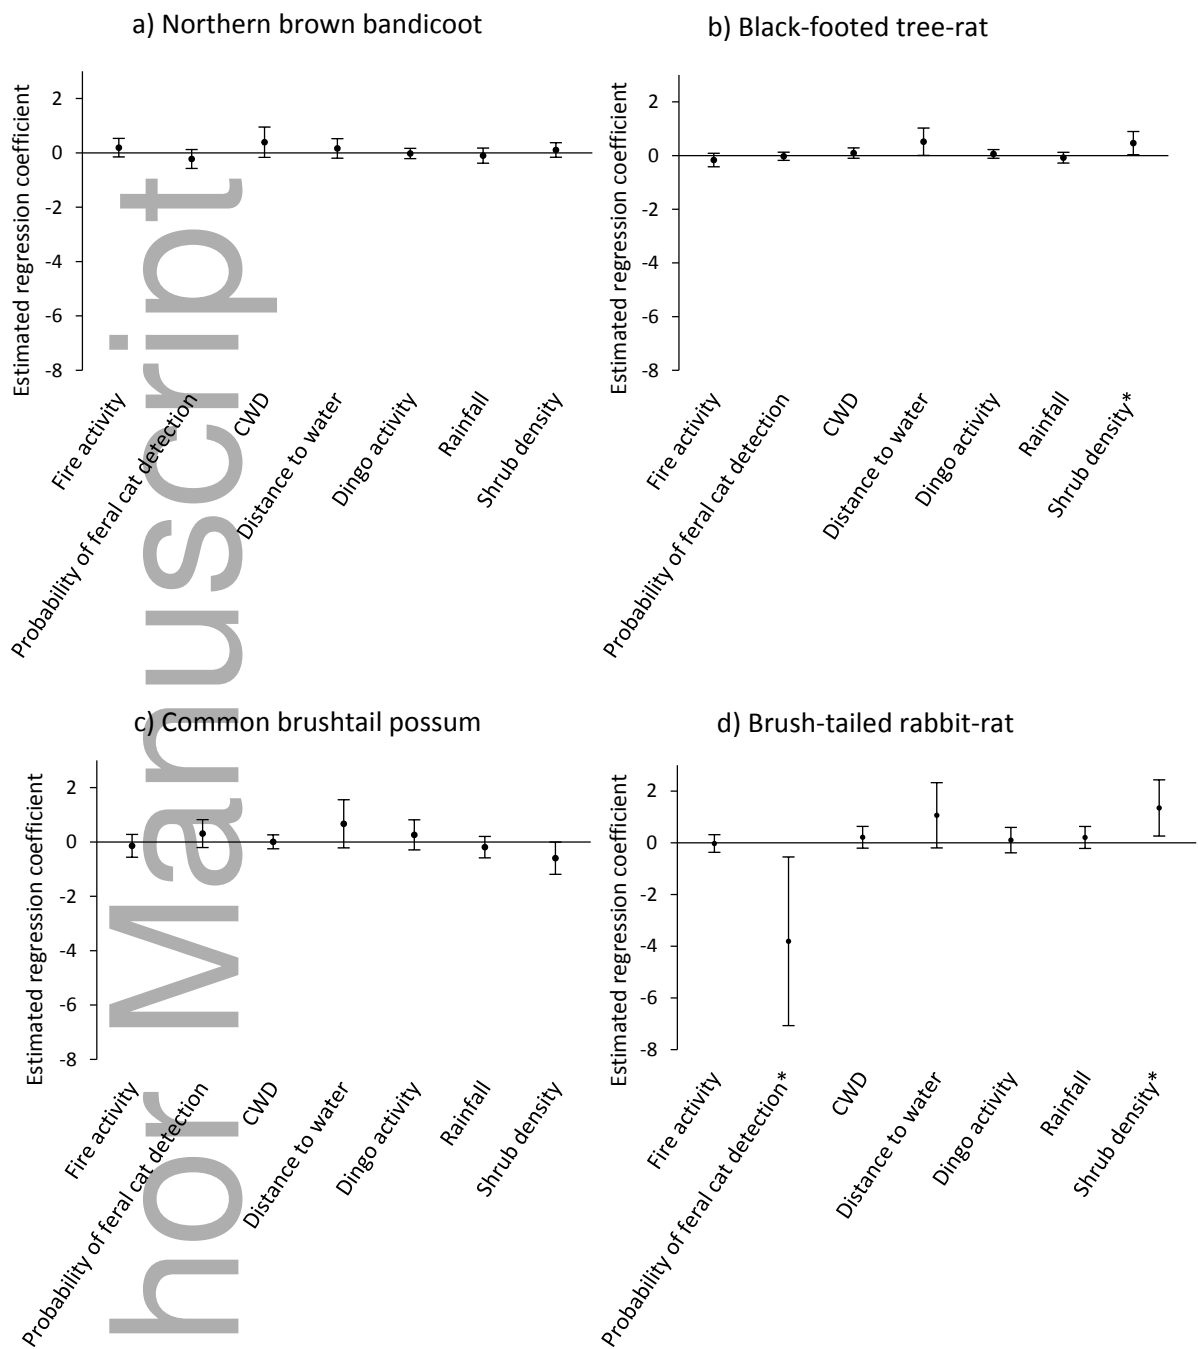 a) Northern brown bandicoot
Estimated regression coefficient
2
0
-2
-4
-6
-8
Fire activity
Probability of feral cat detection
CWD
Distance to water
Dingo activity
Rainfall
Shrub density
b) Black-footed tree-rat
Estimated regression coefficient
2
0
-2
-4
-6
-8
Fire activity
Probability of feral cat detection
CWD
Distance to water
Dingo activity
Rainfall
Shrub density*
c) Common brushtail possum
Estimated regression coefficient
2
0
-2
-4
-6
-8
Fire activity
Probability of feral cat detection
CWD
Distance to water
Dingo activity
Rainfall
Shrub density
d) Brush-tailed rabbit-rat
Estimated regression coefficient
2
0
-2
-4
-6
-8
Fire activity
Probability of feral cat detection*
CWD
Distance to water
Dingo activity
Rainfall
Shrub density*
hor Manuscript